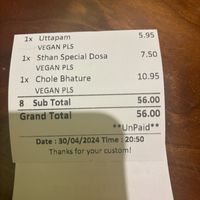 1x Uttapam 5.95
VEGAN PLS
1x Sthan Special Dosa 7.50
VEGAN PLS
1x Chole Bhature 10.95
VEGAN PLS
8 Sub Total 56.00
Grand Total 56.00
**UnPaid**
Date : 30/04/2024 Time : 20:50
Thanks for your custom!